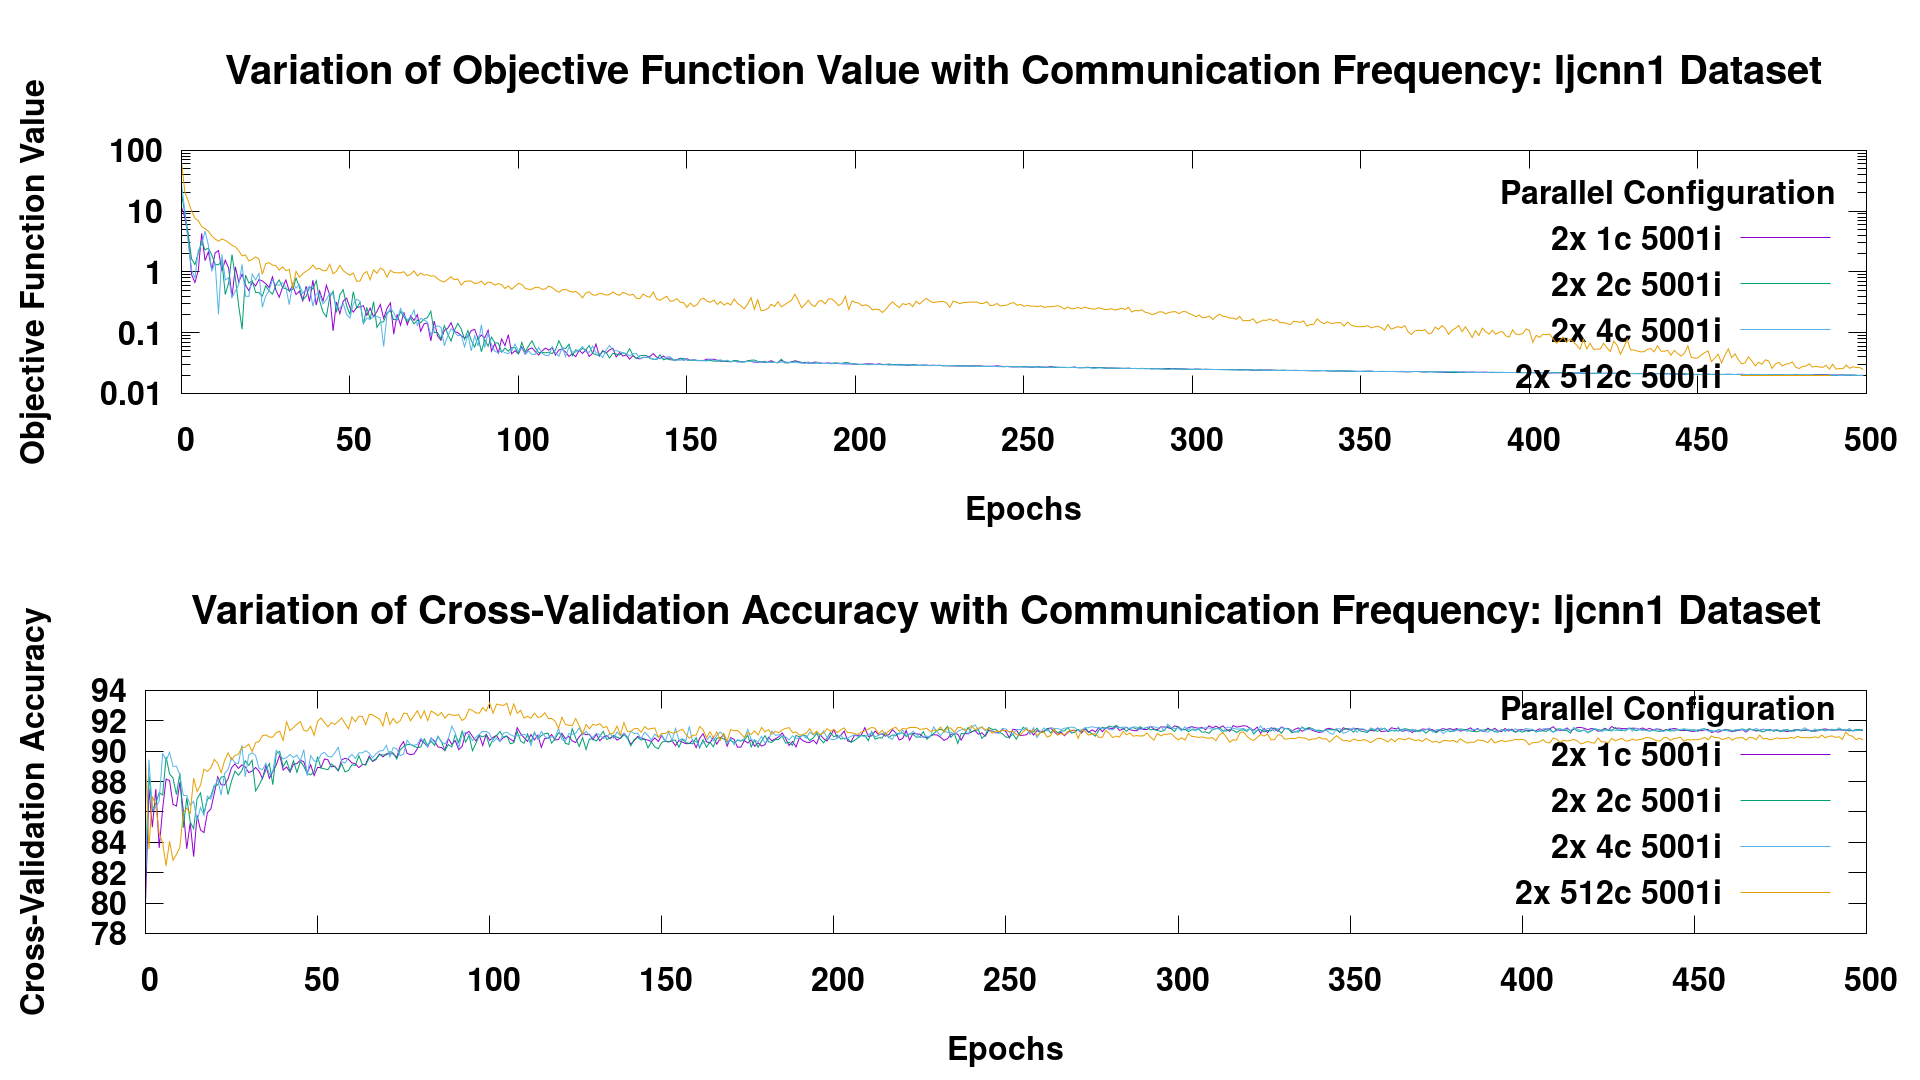 Variation of Objective Function Value with Communication Frequency: Ijcnn1 Dataset
Objective Function Value
100
10
1
0.1
0.01
Parallel Configuration
2x 1c 5001i
2x 2c 5001i
2x 4c 5001i
2x 512c 5001i
0 50 100 150 200 250 300 350 400 450 500
Epochs
Variation of Cross-Validation Accuracy with Communication Frequency: Ijcnn1 Dataset
Cross-Validation Accuracy
94
92
90
88
86
84
82
80
78
Parallel Configuration
2x 1c 5001i
2x 2c 5001i
2x 4c 5001i
2x 512c 5001i
0 50 100 150 200 250 300 350 400 450 500
Epochs